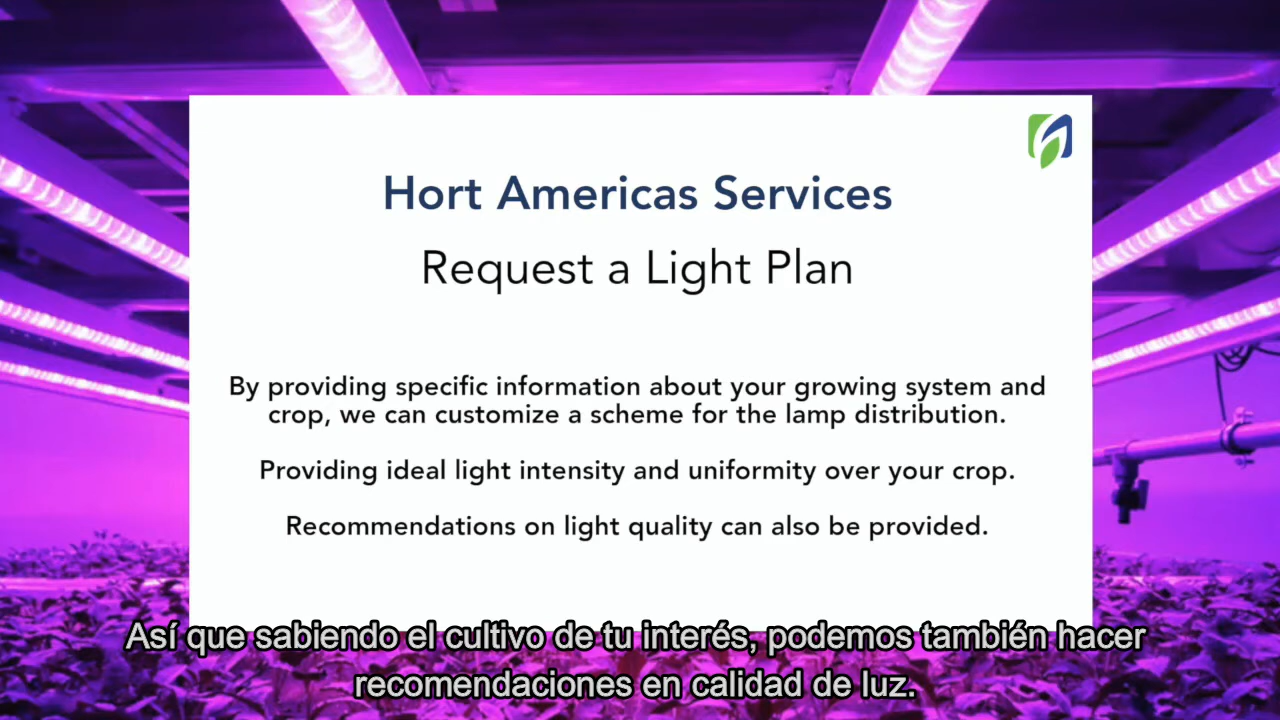 Hort Americas Services
Request a Light Plan
By providing specific information about your growing system and
crop, we can customize a scheme for the lamp distribution.
Providing ideal light intensity and uniformity over your crop.
Recommendations on light quality can also be provided.
Así que sabiendo el cultivo de tu interés, podemos también hacer
recomendaciones en calidad de luz.